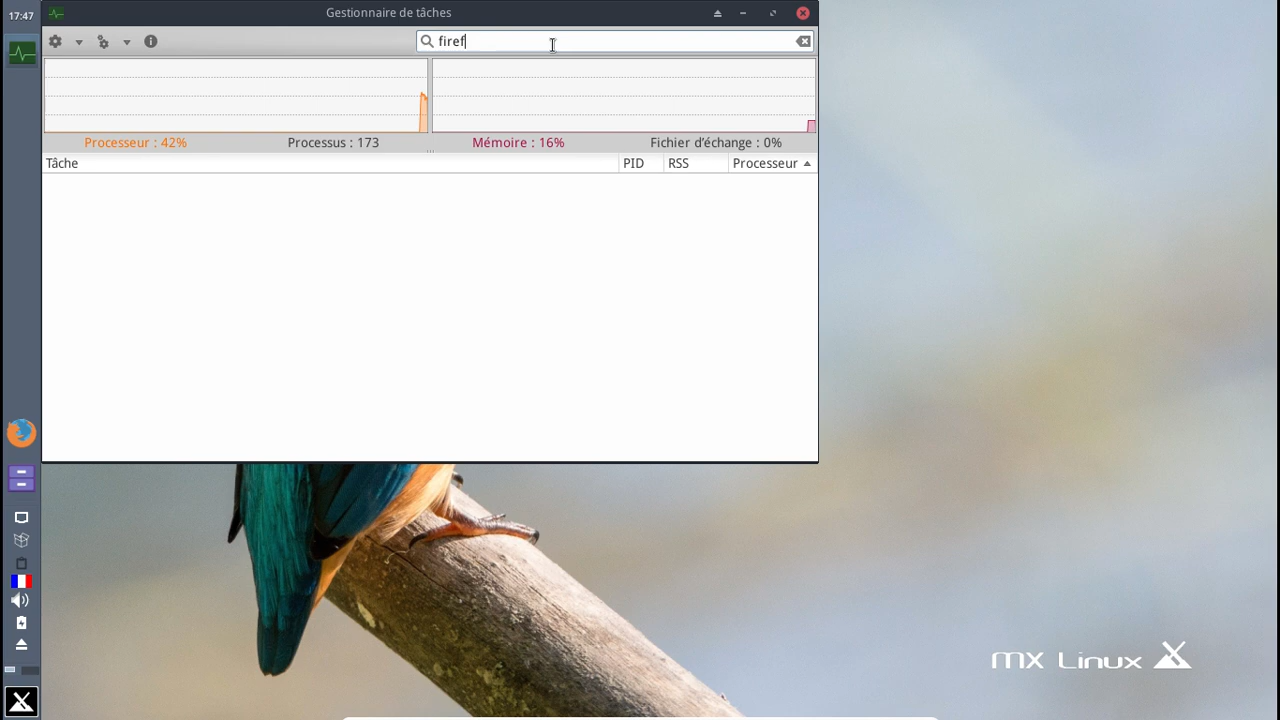 17:47
Gestionnaire de tâches
firef
Processeur : 42%
Processus : 173
Mémoire : 16%
Fichier d'échange : 0%
Tâche
PID
RSS
Processeur
mx Linux